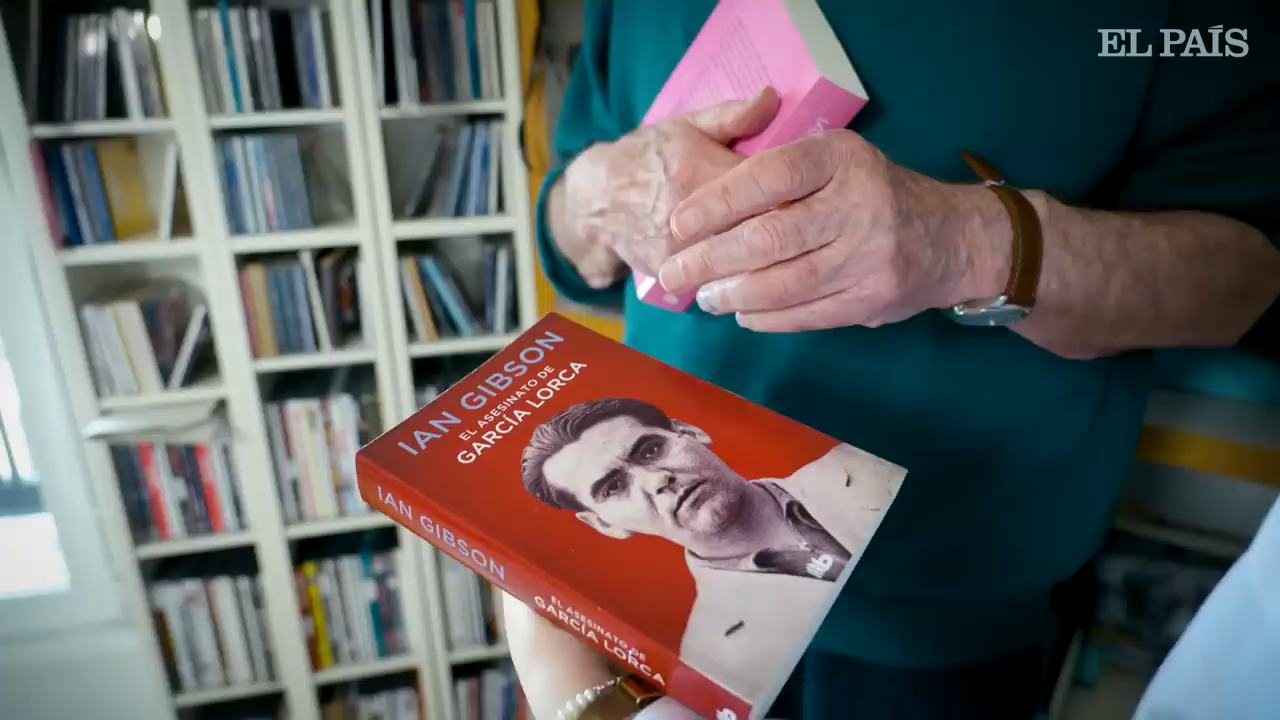 EL PAÍS
IAN GIBSON
EL ASESINATO DE
GARCÍA LORCA
IAN GIBSON
EL ASESINATO DE
GARCÍA LORCA
b